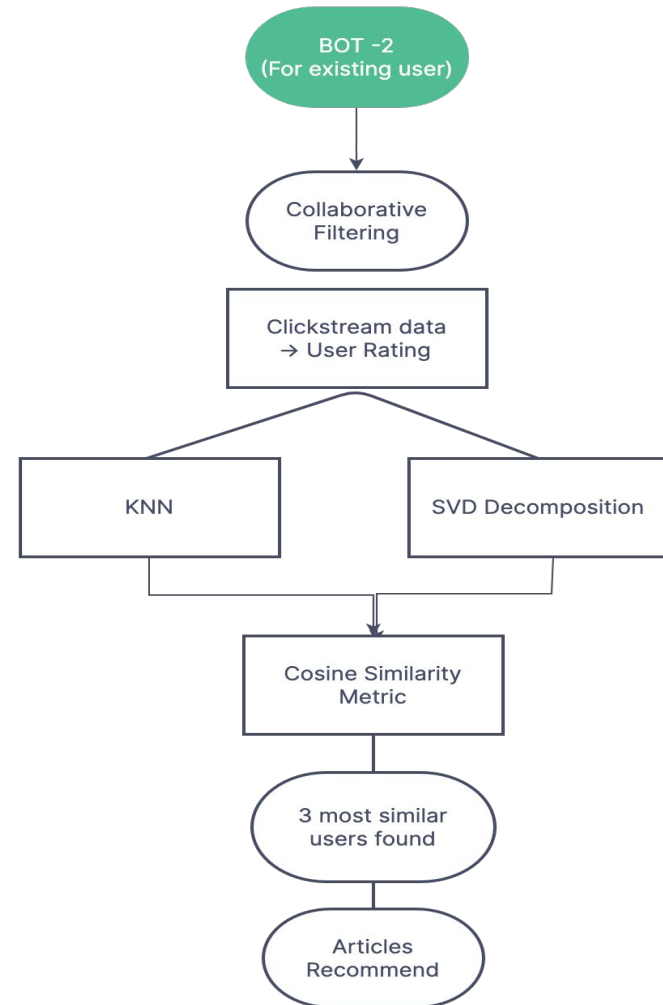 BOT -2
(For existing user)
Collaborative
Filtering
Clickstream data
→ User Rating
KNN
SVD Decomposition
Cosine Similarity
Metric
3 most similar
users found
Articles
Recommend